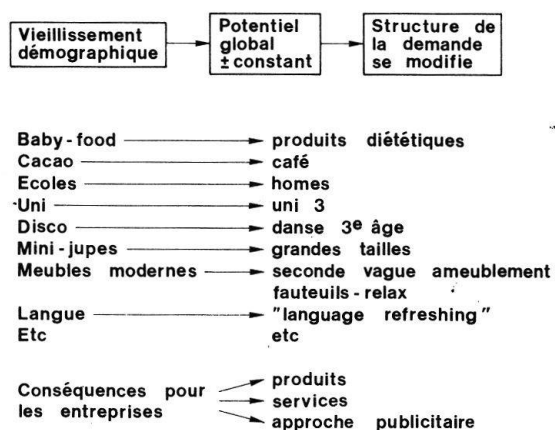 Vieillissement
démographique
Potentiel
global
± constant
Structure de
la demande
se modifie
Baby-food produits diététiques
Cacao café
Ecoles homes
Uni uni 3
Disco danse 3e âge
Mini-jupes grandes tailles
Meubles modernes seconde vague ameublement
fauteuils-relax
Langue "language refreshing"
Etc etc
Conséquences pour
les entreprises
produits
services
approche publicitaire